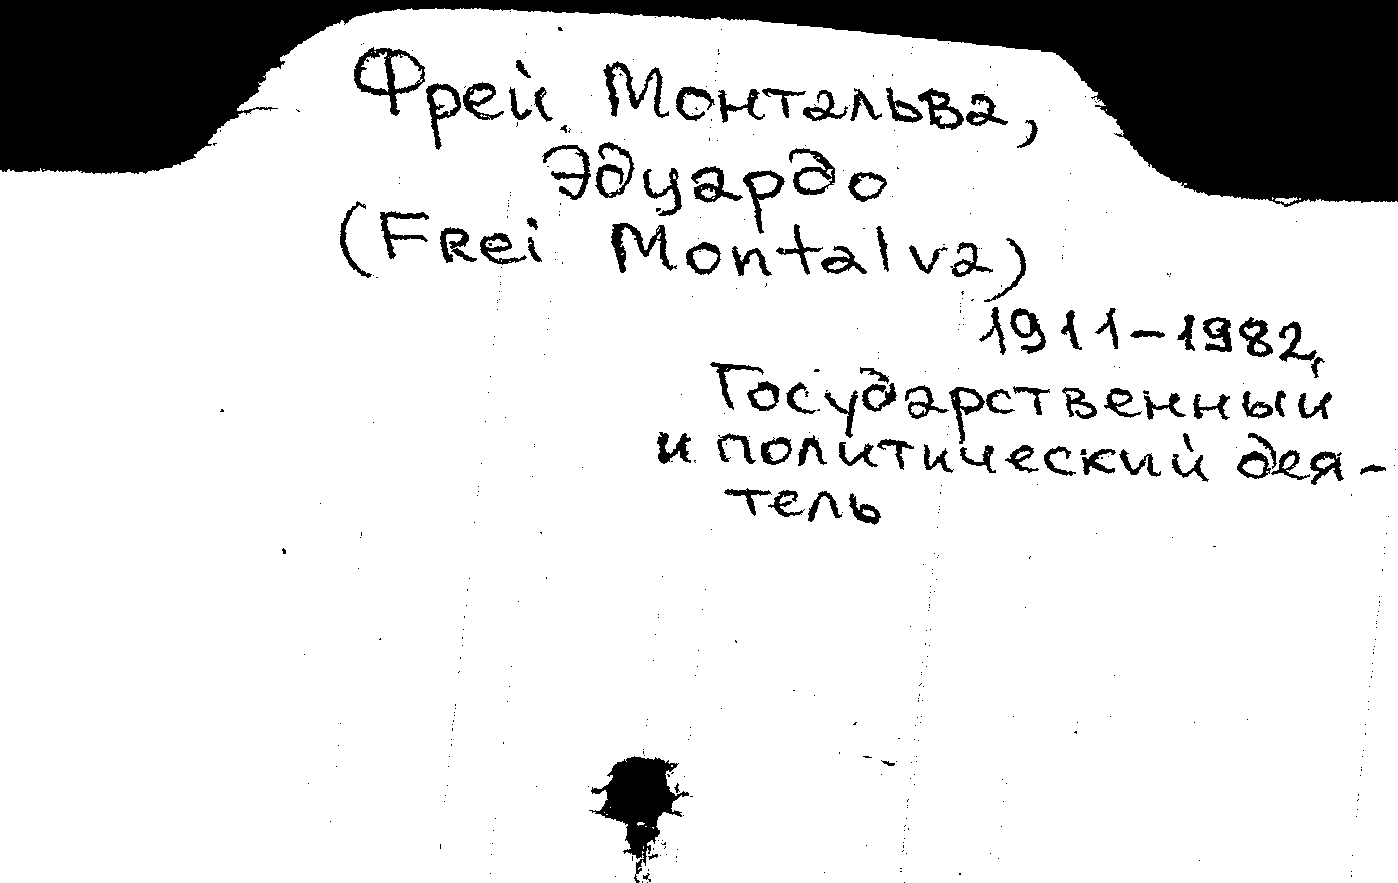 Фрей Монтальва,
Эдуардо
(Frei Montalva)
1911-1982,
Государственный
и политический дея-
тель